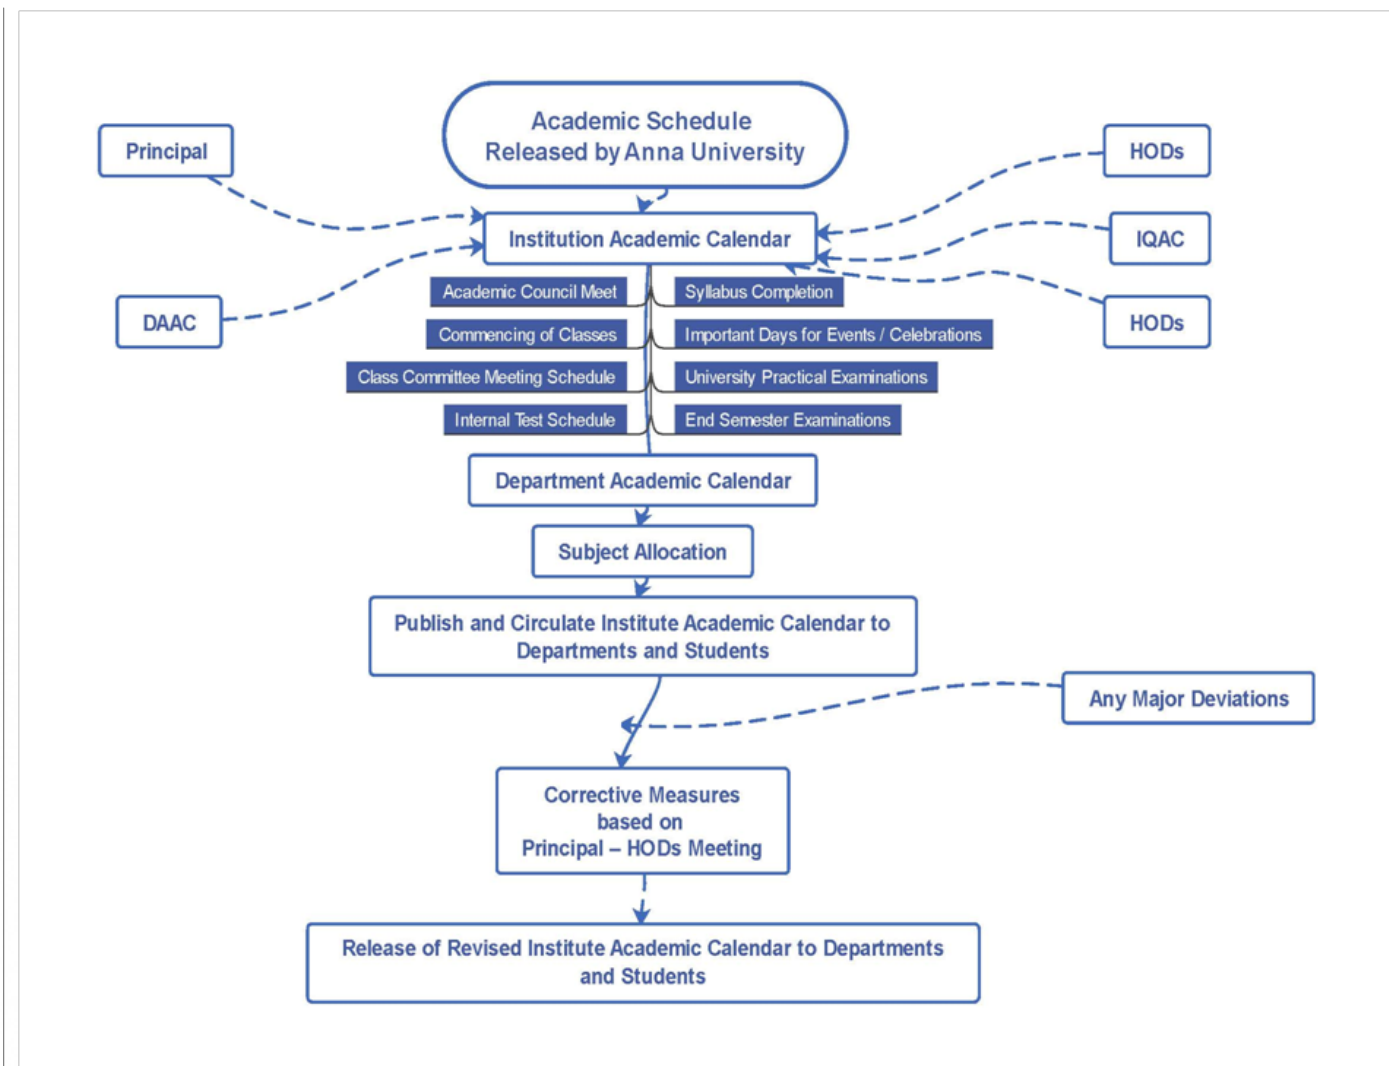 Academic Schedule
Released by Anna University
Principal
HODs
Institution Academic Calendar
IQAC
DAAC
HODs
Academic Council Meet
Syllabus Completion
Commencing of Classes
Important Days for Events / Celebrations
Class Committee Meeting Schedule
University Practical Examinations
Internal Test Schedule
End Semester Examinations
Department Academic Calendar
Subject Allocation
Publish and Circulate Institute Academic Calendar to
Departments and Students
Any Major Deviations
Corrective Measures
based on
Principal – HODs Meeting
Release of Revised Institute Academic Calendar to Departments
and Students